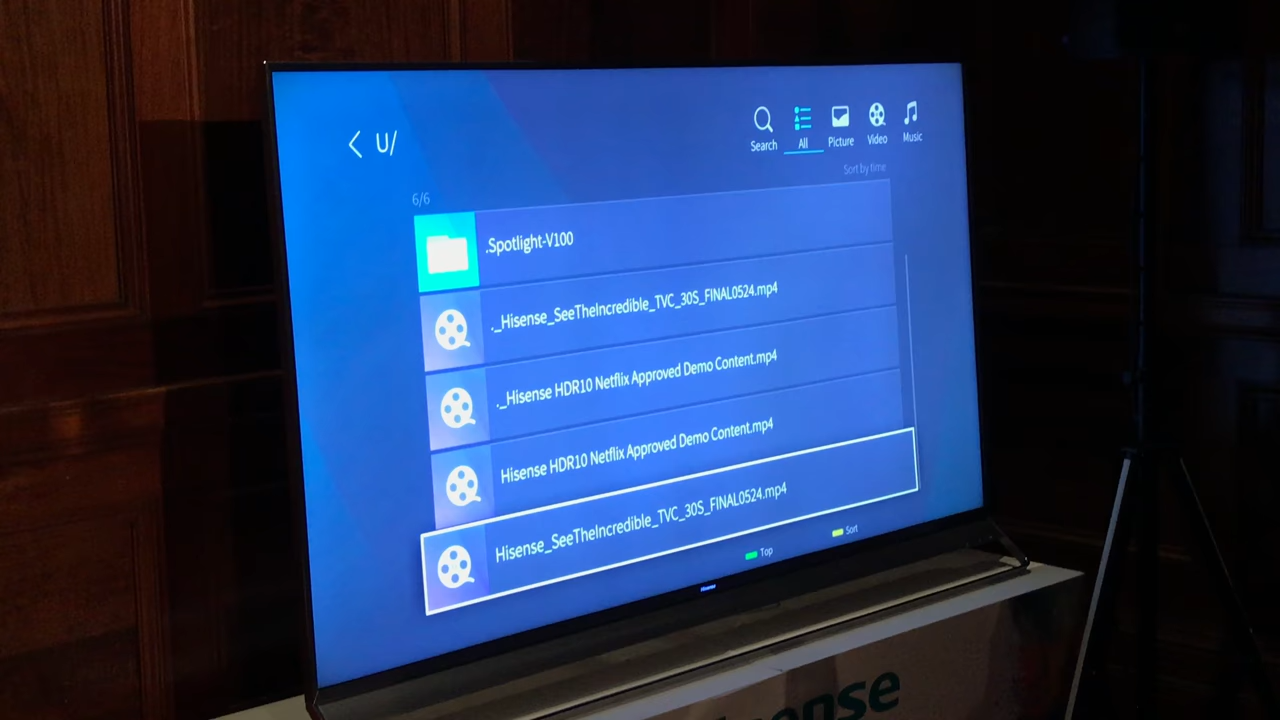 U/
Search
All
Picture
Video
Music
Sort by time
6/6
.Spotlight-V100
._Hisense_SeeTheIncredible_TVC_30S_FINAL0524.mp4
._Hisense HDR10 Netflix Approved Demo Content.mp4
Hisense HDR10 Netflix Approved Demo Content.mp4
Hisense_SeeTheIncredible_TVC_30S_FINAL0524.mp4
Top
Sort
Hisense